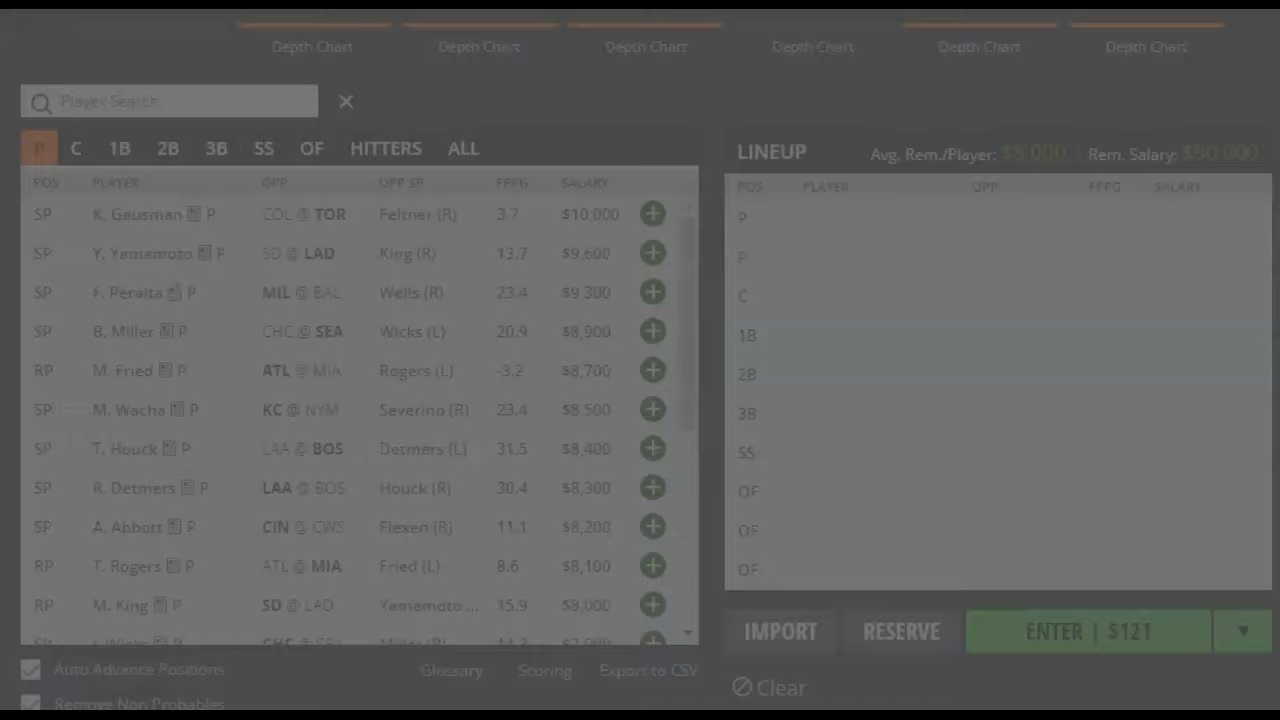 Depth Chart Depth Chart Depth Chart Depth Chart Depth Chart Depth Chart
Player Search
P C 1B 2B 3B SS OF HITTERS ALL
POS PLAYER OPP OPP SP FPPG SALARY
SP K. Gausman P COL @ TOR Feltner (R) 3.7 $10,000
SP Y. Yamamoto P SD @ LAD King (R) 13.7 $9,600
SP F. Peralta P MIL @ BAL Wells (R) 23.4 $9,300
SP B. Miller P CHC @ SEA Wicks (L) 20.9 $8,900
RP M. Fried P ATL @ MIA Rogers (L) -3.2 $8,700
SP M. Wacha P KC @ NYM Severino (R) 23.4 $8,500
SP T. Houck P LAA @ BOS Detmers (L) 31.5 $8,400
SP R. Detmers P LAA @ BOS Houck (R) 30.4 $8,300
SP A. Abbott P CIN @ CWS Flexen (R) 11.1 $8,200
RP T. Rogers P ATL @ MIA Fried (L) 8.6 $8,100
RP M. King P SD @ LAD Yamamoto ... 15.9 $8,000
Auto Advance Positions Glossary Scoring Export to CSV
Remove Non Probables
LINEUP Avg. Rem./Player: $5,000 Rem. Salary: $50,000
POS PLAYER OPP FPPG SALARY
P
P
C
1B
2B
3B
SS
OF
OF
OF
IMPORT RESERVE ENTER | $121
Clear